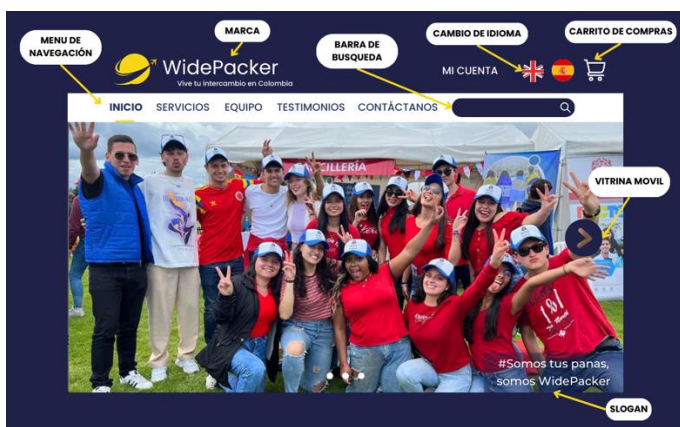 MENU DE
NAVEGACIÓN
MARCA
BARRA DE
BUSQUEDA
CAMBIO DE IDIOMA
CARRITO DE COMPRAS
WidePacker
Vive tu intercambio en Colombia
MI CUENTA
INICIO SERVICIOS EQUIPO TESTIMONIOS CONTÁCTANOS
CILLERÍA
VITRINA MOVIL
#Somos tus panas,
somos WidePacker
SLOGAN